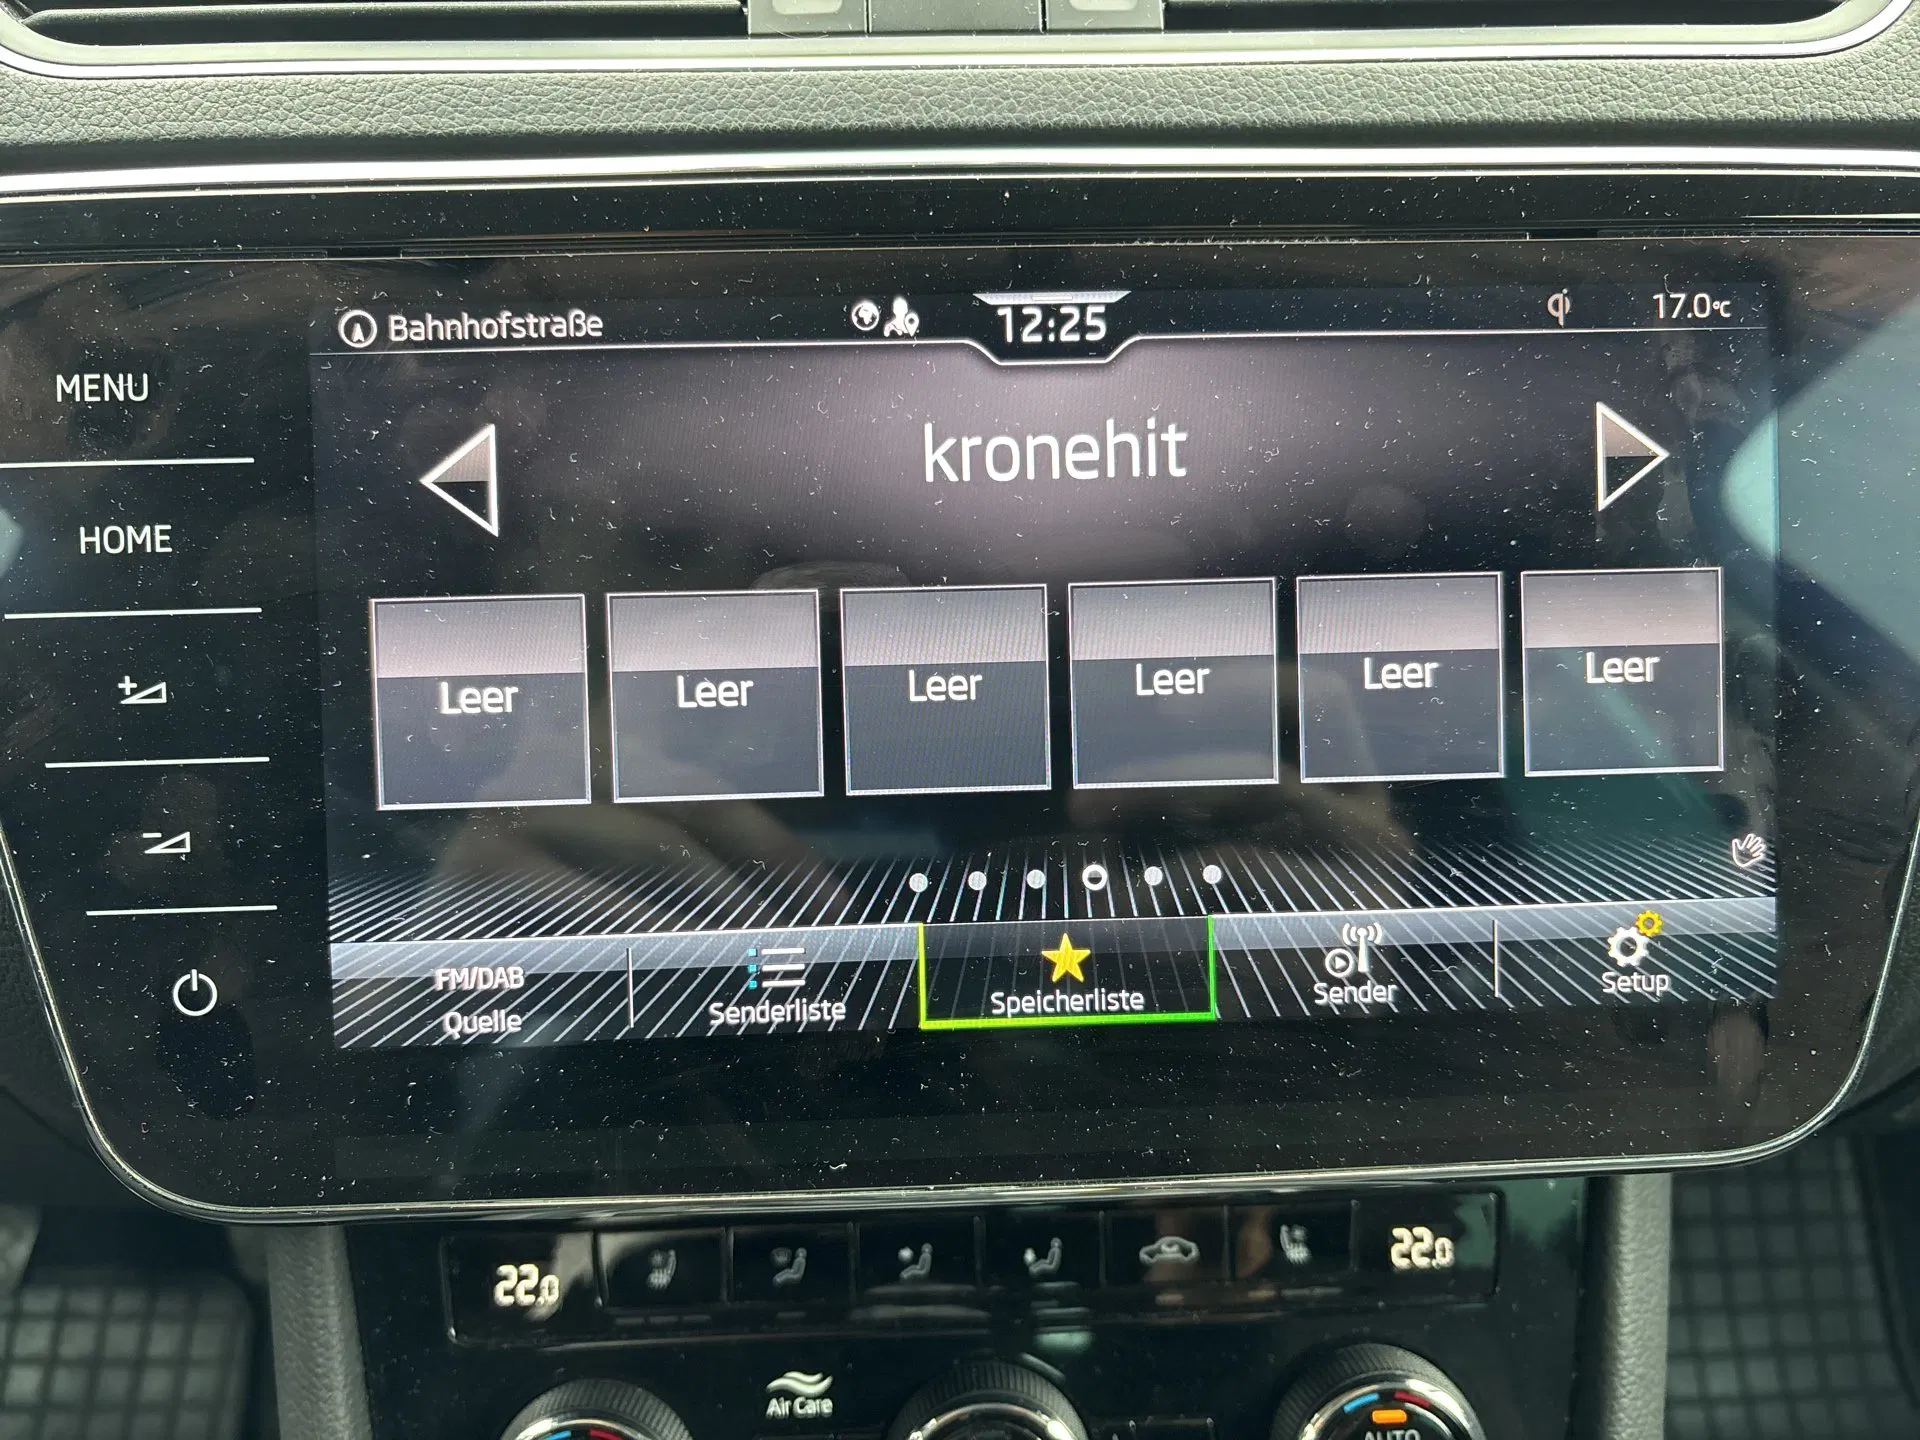 Bahnhofstraße
12:25
17.0°C
MENU
kronehit
HOME
Leer Leer Leer Leer Leer Leer
FM/DAB
Quelle
Senderliste
Speicherliste
Sender
Setup
22.0
22.0
Air Care
AUTO